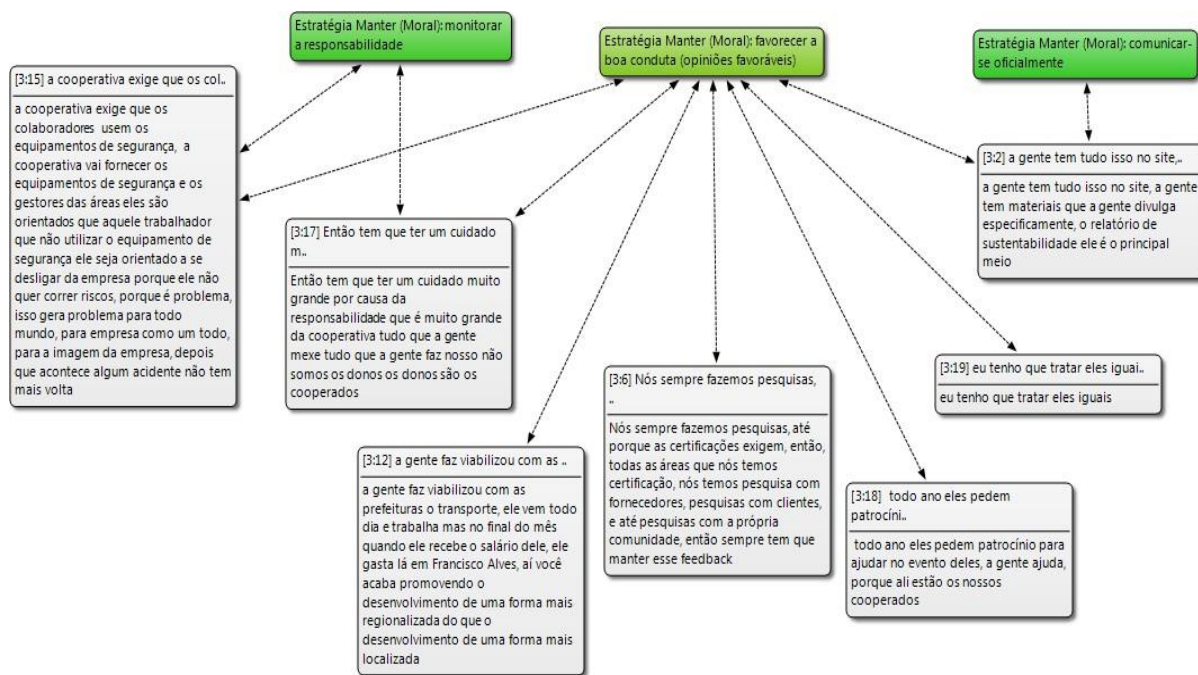 Estratégia Manter (Moral): monitorar
a responsabilidade
Estratégia Manter (Moral): favorecer a
boa conduta (opiniões favoráveis)
Estratégia Manter (Moral): comunicar-
se oficialmente
[3:15] a cooperativa exige que os col..
a cooperativa exige que os
colaboradores usem os
equipamentos de segurança, a
cooperativa vai fornecer os
equipamentos de segurança e os
gestores das áreas eles são
orientados que aquele trabalhador
que não utilizar o equipamento de
segurança ele seja orientado a se
desligar da empresa porque ele não
quer correr riscos, porque é problema,
isso gera problema para todo
mundo, para empresa como um todo,
para a imagem da empresa, depois
que acontece algum acidente não tem
mais volta
[3:17] Então tem que ter um cuidado
m..
Então tem que ter um cuidado muito
grande por causa da
responsabilidade que é muito grande
da cooperativa tudo que a gente
mexe tudo que a gente faz nosso não
somos os donos os donos são os
cooperados
[3:2] a gente tem tudo isso no site,..
a gente tem tudo isso no site, a gente
tem materiais que a gente divulga
especificamente, o relatório de
sustentabilidade ele é o principal
meio
[3:12] a gente faz viabilizou com as ..
a gente faz viabilizou com as
prefeituras o transporte, ele vem todo
dia e trabalha mas no final do mês
quando ele recebe o salário dele, ele
gasta lá em Francisco Alves, aí você
acaba promovendo o
desenvolvimento de uma forma mais
regionalizada do que o
desenvolvimento de uma forma mais
localizada
[3:6] Nós sempre fazemos pesquisas,
..
Nós sempre fazemos pesquisas, até
porque as certificações exigem, então,
todas as áreas que nós temos
certificação, nós temos pesquisa com
fornecedores, pesquisas com clientes,
e até pesquisas com a própria
comunidade, então sempre tem que
manter esse feedback
[3:19] eu tenho que tratar eles iguai..
eu tenho que tratar eles iguais
[3:18] todo ano eles pedem
patrocíni..
todo ano eles pedem patrocínio para
ajudar no evento deles, a gente ajuda,
porque ali estão os nossos
cooperados